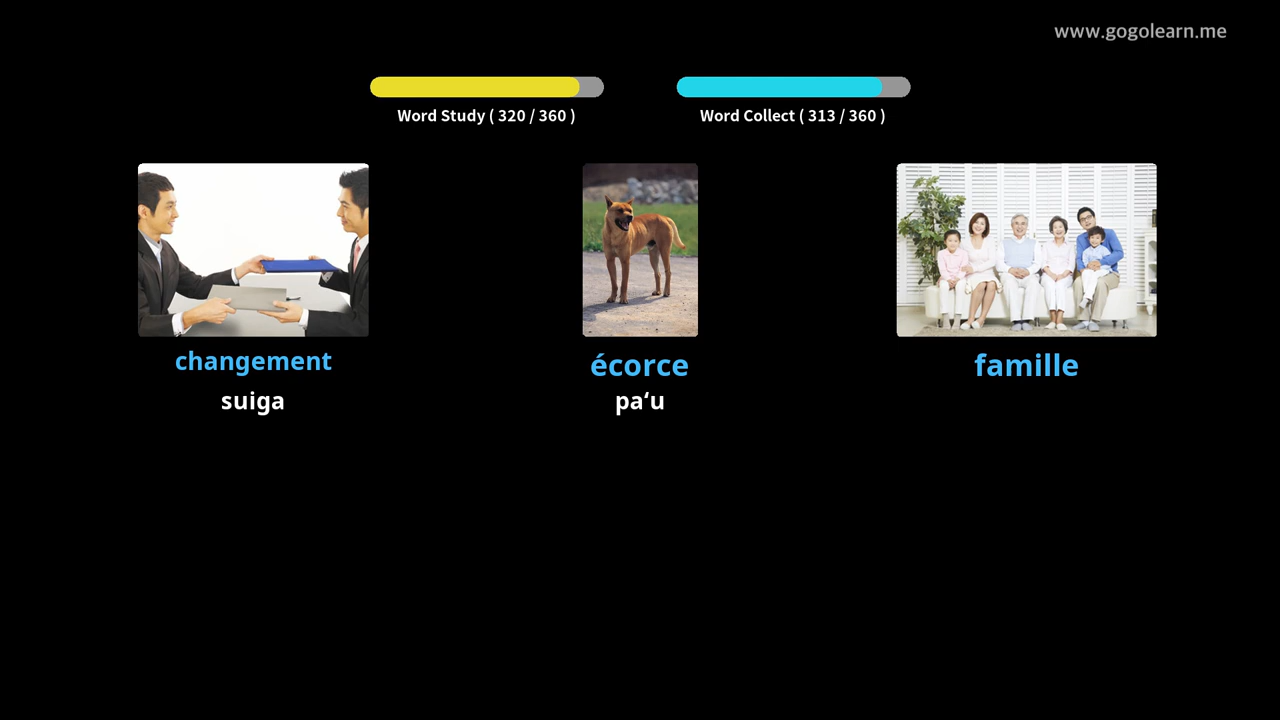 www.gogolearn.me
Word Study ( 320 / 360 )
Word Collect ( 313 / 360 )
changement
écorce
famille
suiga
pa‘u